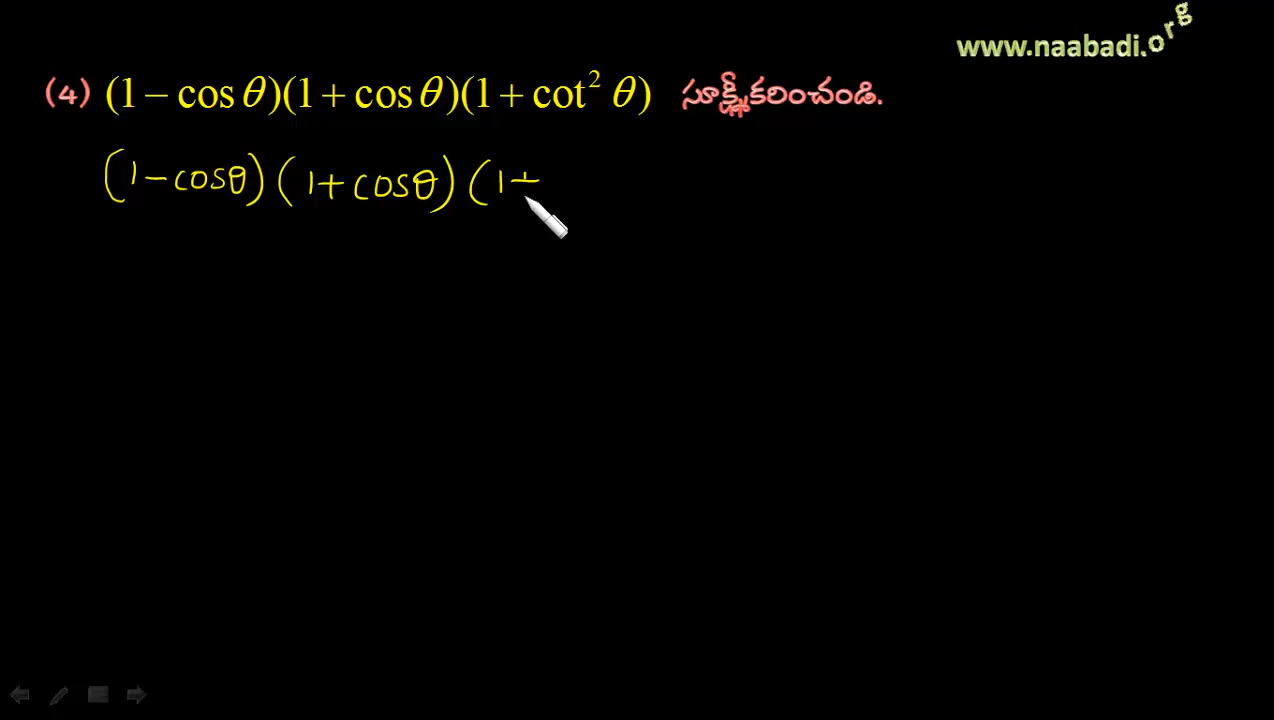 www.naabadi.org
(4) (1 − cos θ)(1 + cos θ)(1 + cot² θ) సూక్ష్మీకరించండి.
(1−cosθ) (1+cosθ) (1+